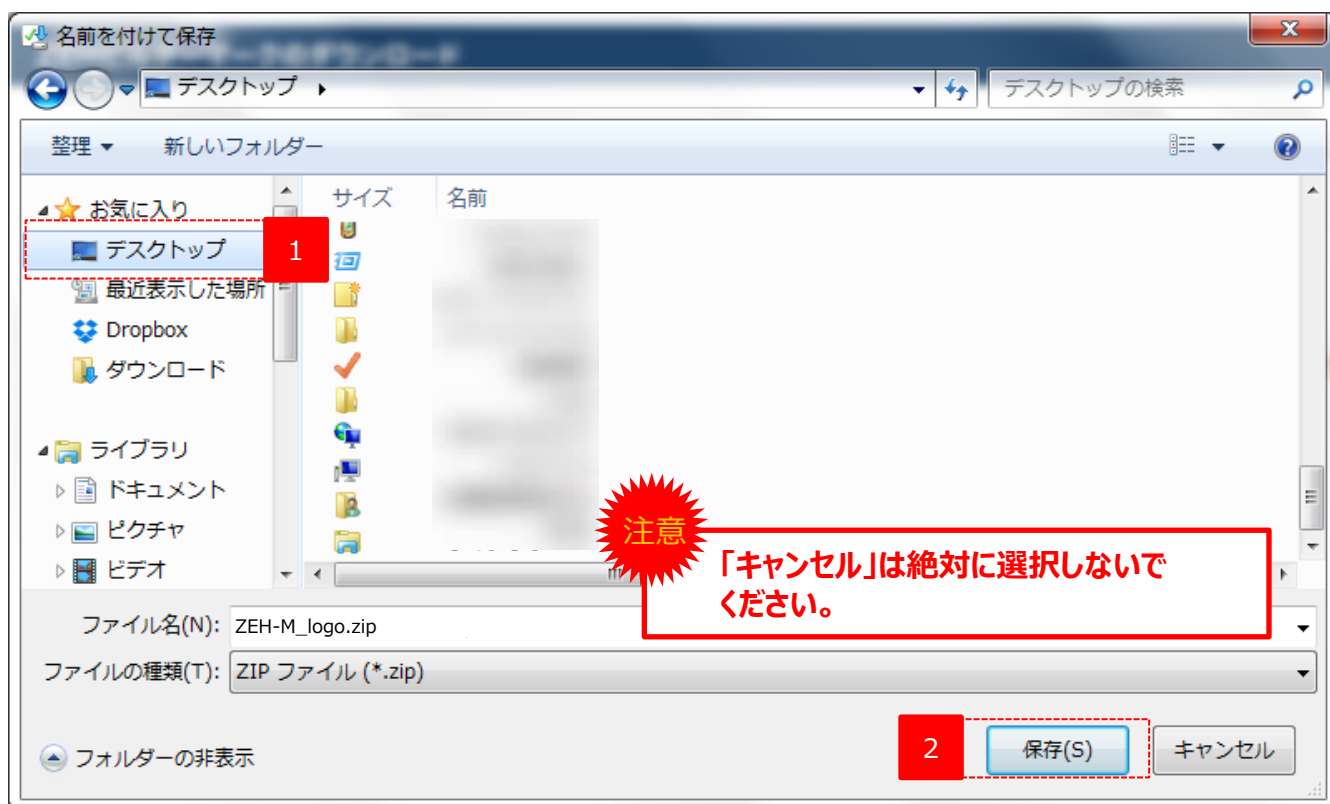 名前を付けて保存
デスクトップ
デスクトップの検索
整理
新しいフォルダー
サイズ 名前
お気に入り
デスクトップ
1
最近表示した場所
Dropbox
ダウンロード
ライブラリ
ドキュメント
ピクチャ
ビデオ
注意
「キャンセル」は絶対に選択しないで
ください。
ファイル名(N): ZEH-M_logo.zip
ファイルの種類(T): ZIP ファイル (*.zip)
フォルダーの非表示
2
保存(S)
キャンセル